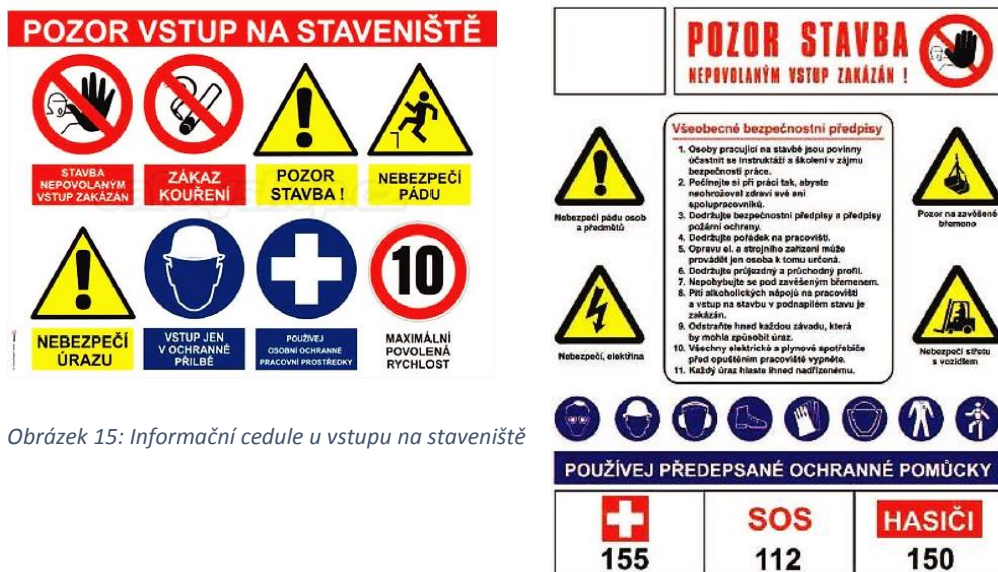 POZOR VSTUP NA STAVENIŠTĚ
STAVBA
NEPOVOLANÝM
VSTUP ZAKÁZÁN
ZÁKAZ
KOUŘENÍ
POZOR
STAVBA !
NEBEZPEČÍ
PÁDU
10
NEBEZPEČÍ
ÚRAZU
VSTUP JEN
V OCHRANNÉ
PŘILBĚ
POUŽÍVEJ
OSOBNÍ OCHRANNÉ
PRACOVNÍ PROSTŘEDKY
MAXIMÁLNÍ
POVOLENÁ
RYCHLOST
Obrázek 15: Informační cedule u vstupu na staveniště
POZOR STAVBA
NEPOVOLANÝM VSTUP ZAKÁZÁN !
Všeobecné bezpečnostní předpisy
1. Osoby pracující na stavbě jsou povinny
účastnit se instruktáží a školení v zájmu
bezpečnosti práce.
2. Počínejte si při práci tak, abyste
neohrožoval zdraví své ani
spolupracovníků.
3. Dodržujte bezpečnostní předpisy a předpisy
požární ochrany.
4. Dodržujte pořádek na pracovišti.
5. Opravu el. a strojního zařízení může
provádět jen osoba k tomu určená.
6. Dodržujte průjezdný a průchodný profil.
7. Nepohybujte se pod zavěšeným břemenem.
8. Pití alkoholických nápojů na pracovišti
a vstup na stavbu v podnapilém stavu je
zakázán.
9. Odstraňte hned každou závadu, která
by mohla způsobit úraz.
10. Všechny elektrické a plynové spotřebiče
před opuštěním pracoviště vypněte.
11. Každý úraz hlaste ihned nadřízenému.
Nebezpečí pádu osob
a předmětů
Pozor na zavěšené
břemeno
Nebezpečí, elektřina
Nebezpečí střetu
s vozidlem
POUŽÍVEJ PŘEDEPSANÉ OCHRANNÉ POMŮCKY
155
SOS
112
HASIČI
150